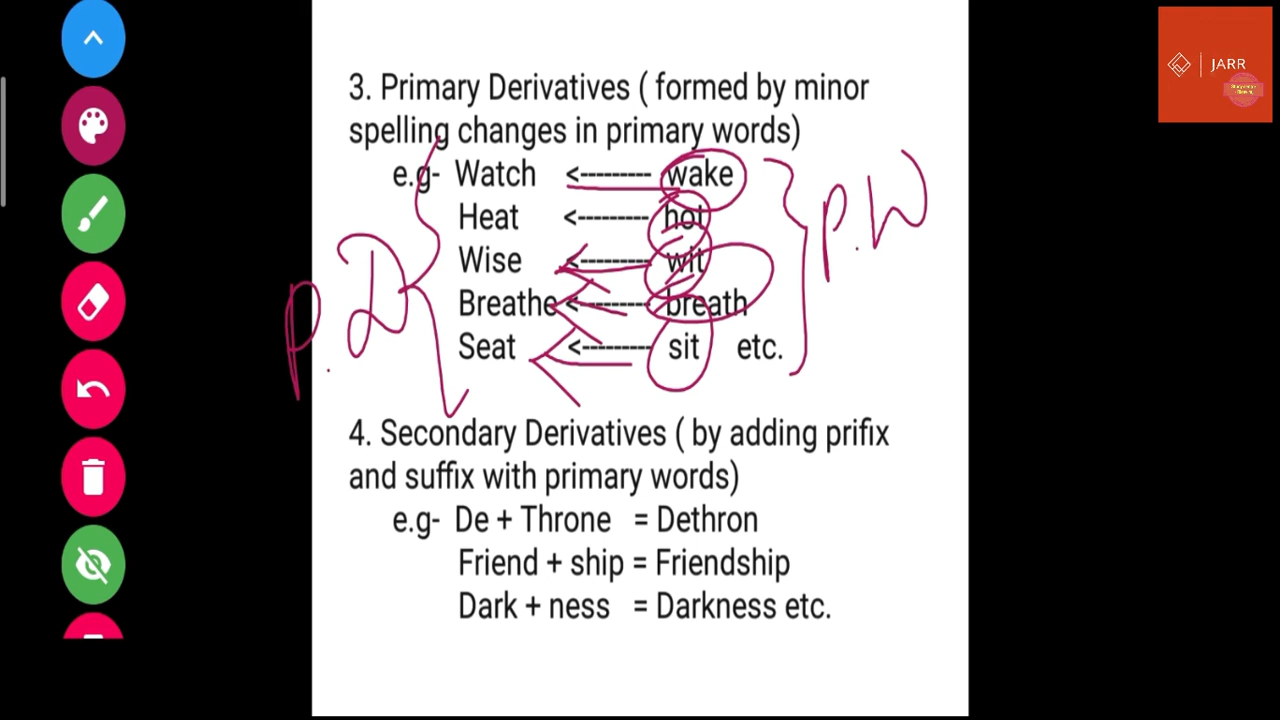 JARR
3. Primary Derivatives ( formed by minor
spelling changes in primary words)
e.g- Watch <--------- wake
Heat <--------- hot
Wise <--------- wit
Breathe <--------- breath
Seat <--------- sit etc.
P.D
P.W
4. Secondary Derivatives ( by adding prifix
and suffix with primary words)
e.g- De + Throne = Dethron
Friend + ship = Friendship
Dark + ness = Darkness etc.